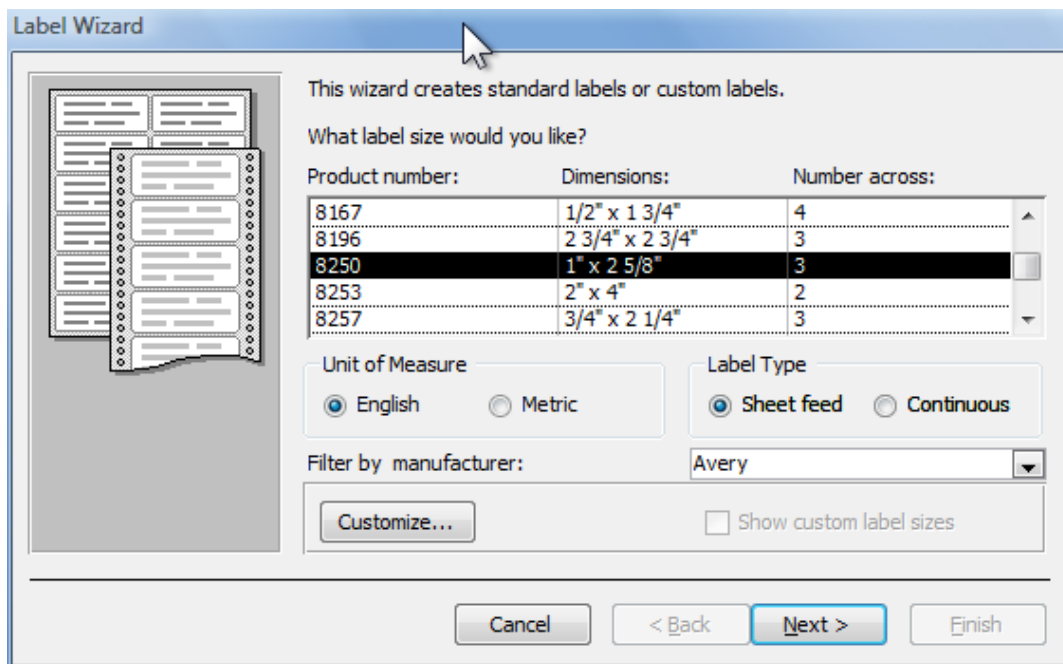 Label Wizard
This wizard creates standard labels or custom labels.
What label size would you like?
Product number: Dimensions: Number across:
8167 1/2" x 1 3/4" 4
8196 2 3/4" x 2 3/4" 3
8250 1" x 2 5/8" 3
8253 2" x 4" 2
8257 3/4" x 2 1/4" 3
Unit of Measure Label Type
English Metric Sheet feed Continuous
Filter by manufacturer: Avery
Customize... Show custom label sizes
Cancel < Back Next > Finish